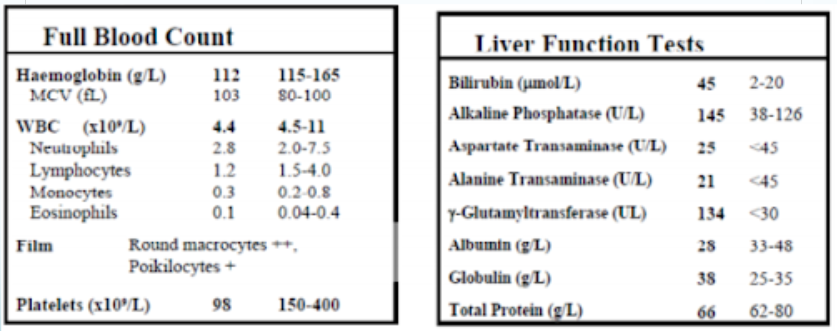 Full Blood Count
Haemoglobin (g/L) 112 115-165
MCV (fL) 103 80-100
WBC (x10⁹/L) 4.4 4.5-11
Neutrophils 2.8 2.0-7.5
Lymphocytes 1.2 1.5-4.0
Monocytes 0.3 0.2-0.8
Eosinophils 0.1 0.04-0.4
Film Round macrocytes ++,
Poikilocytes +
Platelets (x10⁹/L) 98 150-400
Liver Function Tests
Bilirubin (µmol/L) 45 2-20
Alkaline Phosphatase (U/L) 145 38-126
Aspartate Transaminase (U/L) 25 <45
Alanine Transaminase (U/L) 21 <45
γ-Glutamyltransferase (UL) 134 <30
Albumin (g/L) 28 33-48
Globulin (g/L) 38 25-35
Total Protein (g/L) 66 62-80